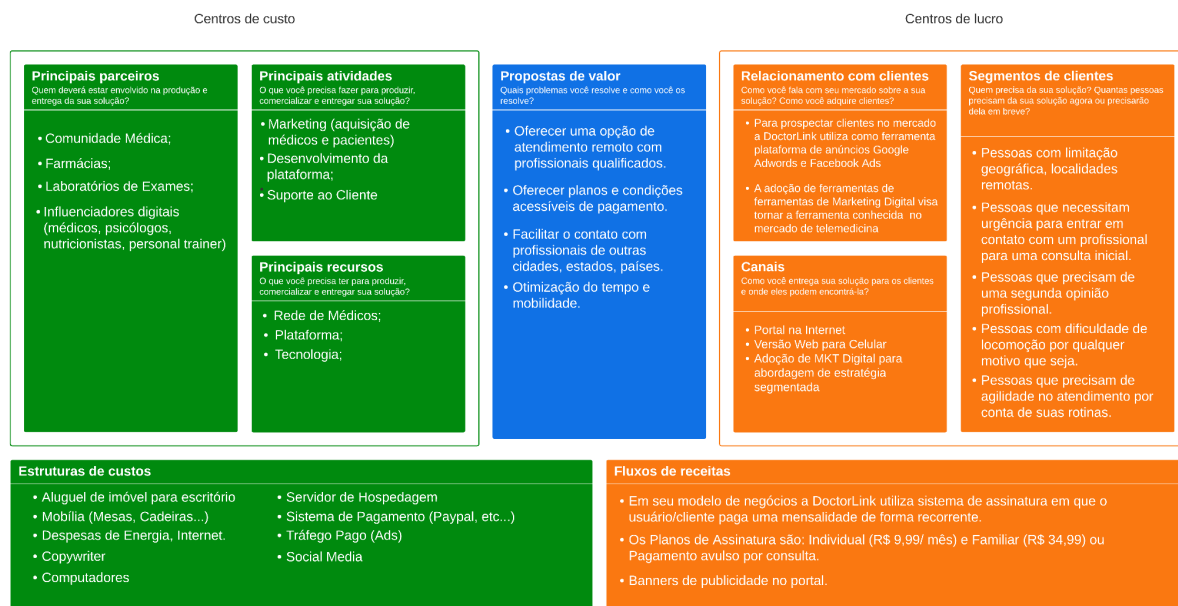 Centros de custo
Centros de lucro
Principais parceiros
Quem deverá estar envolvido na produção e
entrega da sua solução?
• Comunidade Médica;
• Farmácias;
• Laboratórios de Exames;
• Influenciadores digitais
(médicos, psicólogos,
nutricionistas, personal trainer)
Principais atividades
O que você precisa fazer para produzir,
comercializar e entregar sua solução?
• Marketing (aquisição de
médicos e pacientes)
• Desenvolvimento da
plataforma;
• Suporte ao Cliente
Principais recursos
O que você precisa ter para produzir,
comercializar e entregar sua solução?
• Rede de Médicos;
• Plataforma;
• Tecnologia;
Propostas de valor
Quais problemas você resolve e como você os
resolve?
• Oferecer uma opção de
atendimento remoto com
profissionais qualificados.
• Oferecer planos e condições
acessíveis de pagamento.
• Facilitar o contato com
profissionais de outras
cidades, estados, países.
• Otimização do tempo e
mobilidade.
Relacionamento com clientes
Como você fala com seu mercado sobre a sua
solução? Como você adquire clientes?
• Para prospectar clientes no mercado
a DoctorLink utiliza como ferramenta
plataforma de anúncios Google
Adwords e Facebook Ads
• A adoção de ferramentas de
ferramentas de Marketing Digital visa
tornar a ferramenta conhecida no
mercado de telemedicina
Canais
Como você entrega sua solução para os clientes
e onde eles podem encontrá-la?
• Portal na Internet
• Versão Web para Celular
• Adoção de MKT Digital para
abordagem de estratégia
segmentada
Segmentos de clientes
Quem precisa da sua solução? Quantas pessoas
precisam da sua solução agora ou precisarão
dela em breve?
• Pessoas com limitação
geográfica, localidades
remotas.
• Pessoas que necessitam
urgência para entrar em
contato com um profissional
para uma consulta inicial.
• Pessoas que precisam de
uma segunda opinião
profissional.
• Pessoas com dificuldade de
locomoção por qualquer
motivo que seja.
• Pessoas que precisam de
agilidade no atendimento por
conta de suas rotinas.
Estruturas de custos
• Aluguel de imóvel para escritório
• Mobília (Mesas, Cadeiras...)
• Despesas de Energia, Internet.
• Copywriter
• Computadores
• Servidor de Hospedagem
• Sistema de Pagamento (Paypal, etc...)
• Tráfego Pago (Ads)
• Social Media
Fluxos de receitas
• Em seu modelo de negócios a DoctorLink utiliza sistema de assinatura em que o
usuário/cliente paga uma mensalidade de forma recorrente.
• Os Planos de Assinatura são: Individual (R$ 9,99/ mês) e Familiar (R$ 34,99) ou
Pagamento avulso por consulta.
• Banners de publicidade no portal.